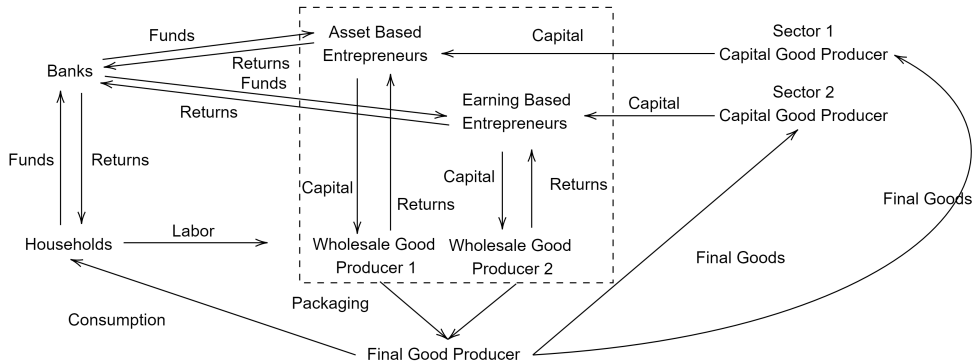 Funds
Asset Based
Entrepreneurs
Capital
Sector 1
Capital Good Producer
Banks
Returns
Funds
Returns
Earning Based
Entrepreneurs
Capital
Sector 2
Capital Good Producer
Funds
Returns
Capital
Returns
Capital
Returns
Final Goods
Households
Labor
Wholesale Good
Producer 1
Wholesale Good
Producer 2
Final Goods
Packaging
Consumption
Final Good Producer